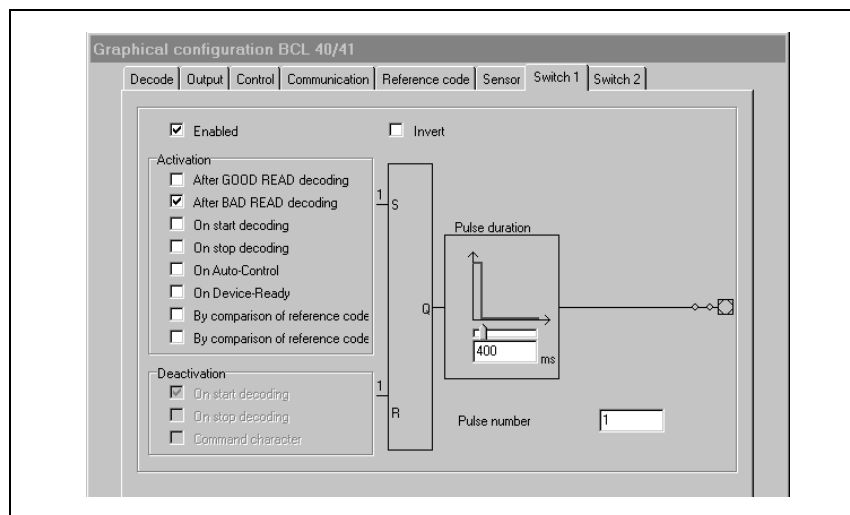 Graphical configuration BCL 40/41
Decode Output Control Communication Reference code Sensor Switch 1 Switch 2
Enabled Invert
Activation
After GOOD READ decoding
After BAD READ decoding
On start decoding
On stop decoding
On Auto-Control
On Device-Ready
By comparison of reference code
By comparison of reference code
1 S
Pulse duration
Q
400 ms
Deactivation
On start decoding
On stop decoding
Command character
1
R
Pulse number 1